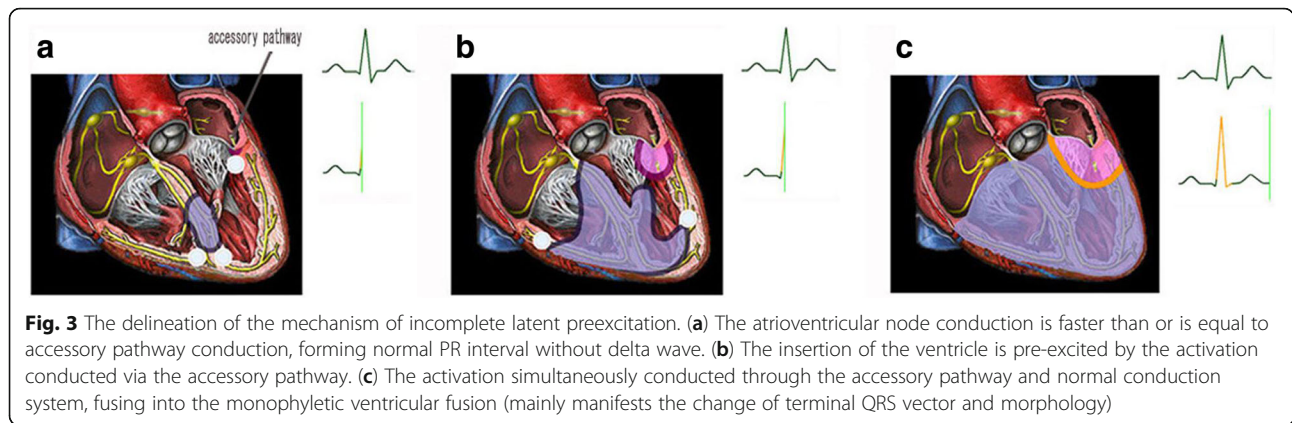 a
accessory pathway
b
c
Fig. 3 The delineation of the mechanism of incomplete latent preexcitation. (a) The atrioventricular node conduction is faster than or is equal to
accessory pathway conduction, forming normal PR interval without delta wave. (b) The insertion of the ventricle is pre-excited by the activation
conducted via the accessory pathway. (c) The activation simultaneously conducted through the accessory pathway and normal conduction
system, fusing into the monophyletic ventricular fusion (mainly manifests the change of terminal QRS vector and morphology)